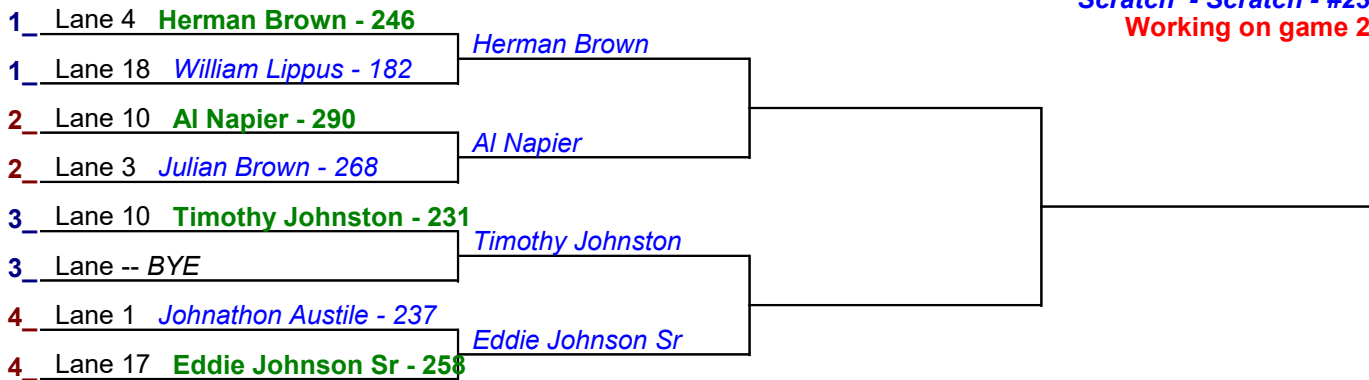 Scratch - Scratch - #23
Working on game 2
1_ Lane 4 Herman Brown - 246
Herman Brown
1_ Lane 18 William Lippus - 182
2_ Lane 10 Al Napier - 290
Al Napier
2_ Lane 3 Julian Brown - 268
3_ Lane 10 Timothy Johnston - 231
Timothy Johnston
3_ Lane -- BYE
4_ Lane 1 Johnathon Austile - 237
Eddie Johnson Sr
4_ Lane 17 Eddie Johnson Sr - 258